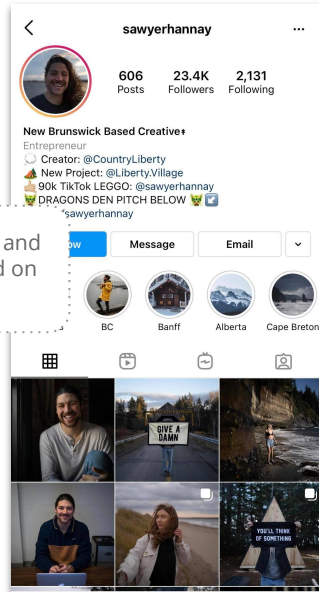 sawyerhannay
606 23.4K 2,131
Posts Followers Following
New Brunswick Based Creative
Entrepreneur
Creator: @CountryLiberty
New Project: @Liberty.Village
90k TikTok LEGGO: @sawyerhannay
DRAGONS DEN PITCH BELOW
/sawyerhannay
and
d on
ow Message Email
BC Banff Alberta Cape Breton
GIVE A
DAMN
YOU'LL THINK
OF SOMETHING